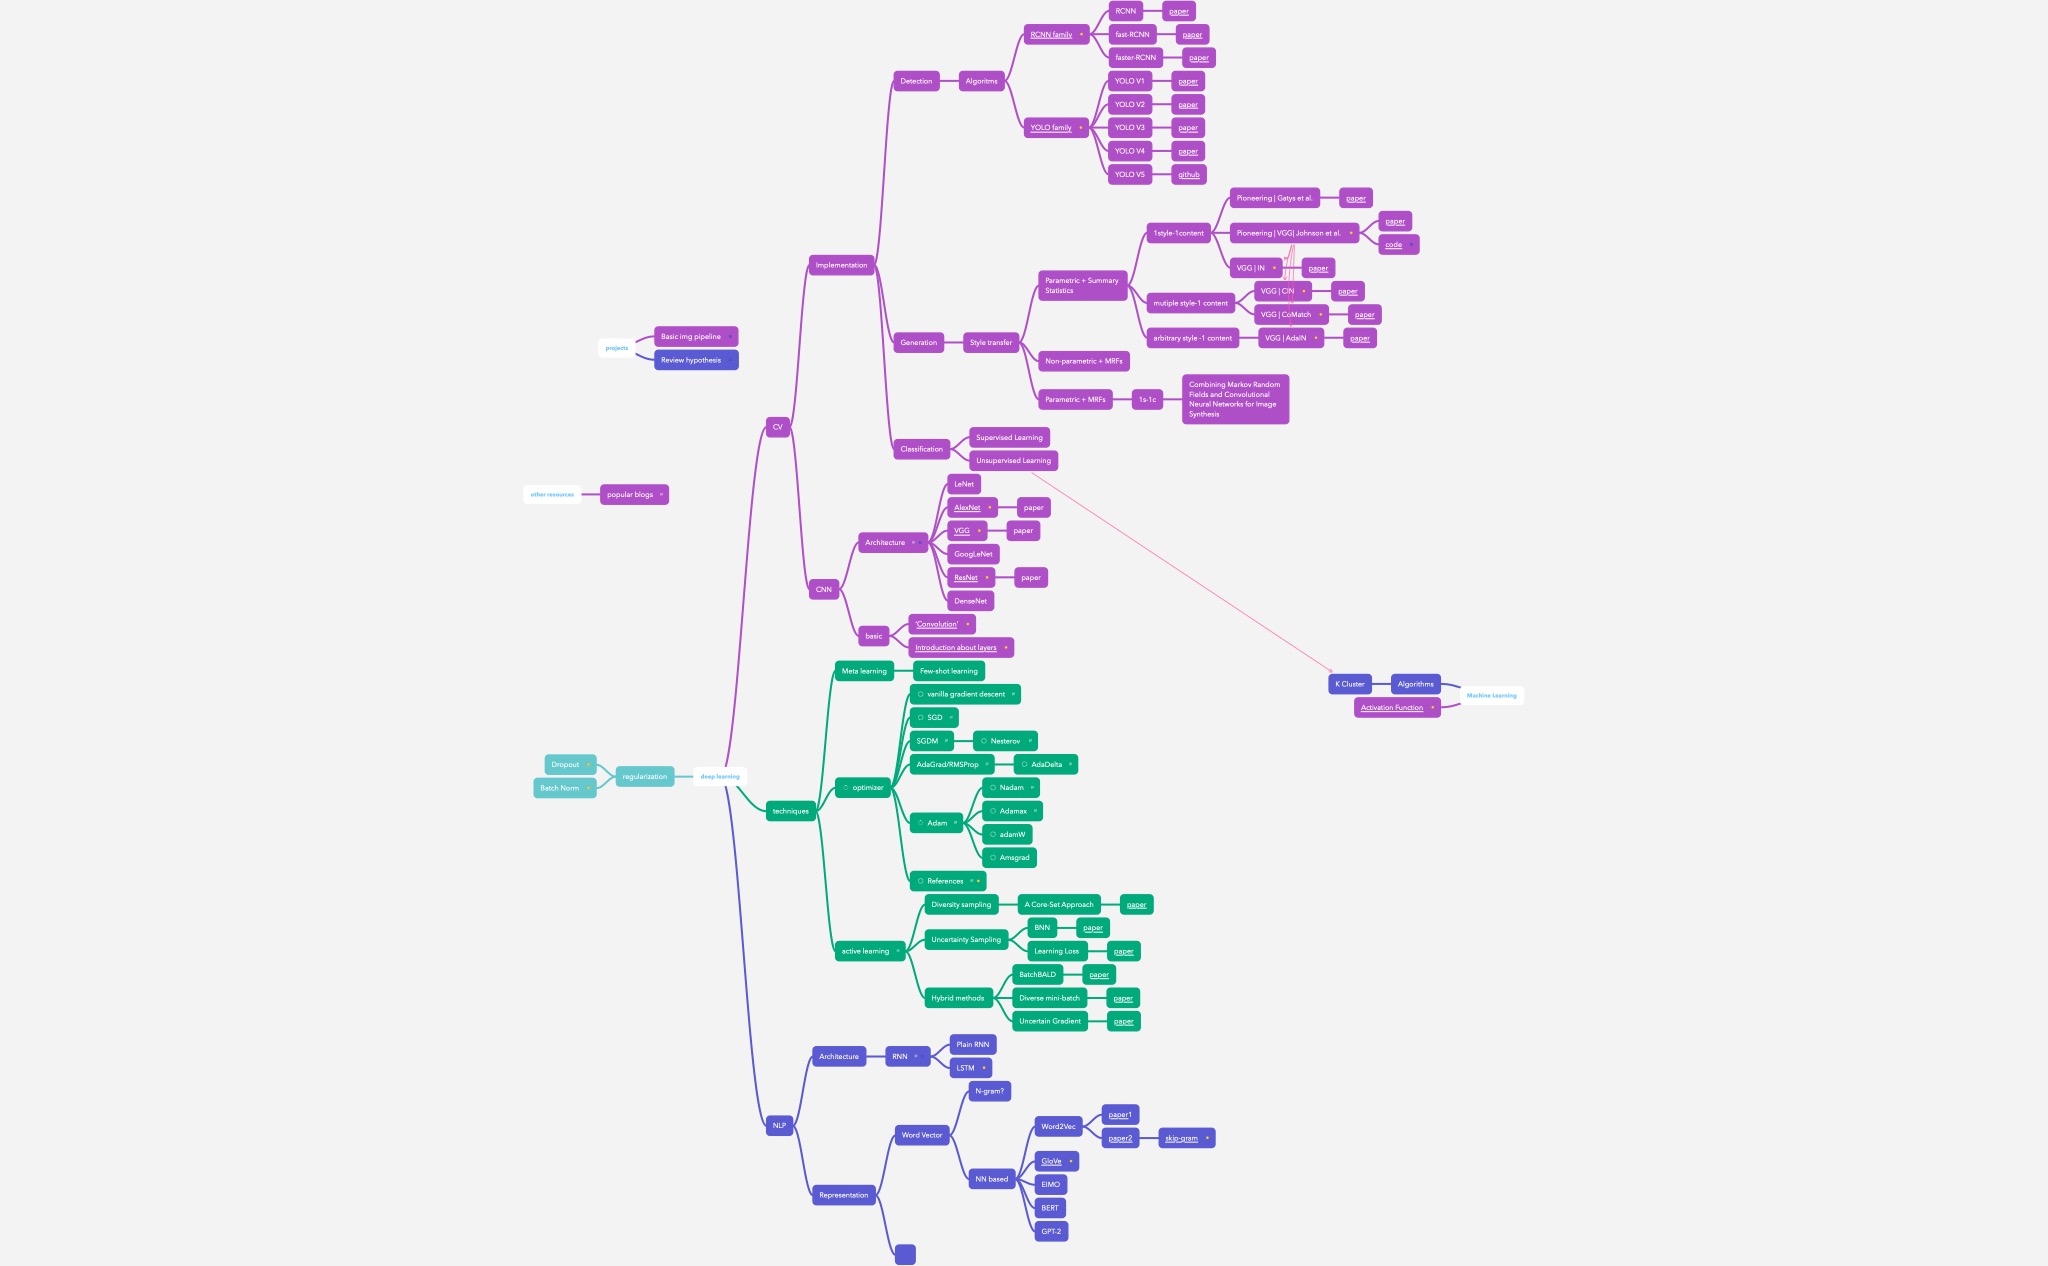 RCNN
paper
RCNN family
fast-RCNN
paper
faster-RCNN
paper
Detection
Algoritms
YOLO V1
paper
YOLO V2
paper
YOLO family
YOLO V3
paper
YOLO V4
paper
YOLO V5
github
Pioneering | Gatys et al.
paper
1style-1content
Pioneering | VGG| Johnson et al.
paper
code
Implementation
VGG | IN
paper
Parametric + Summary
Statistics
VGG | CIN
paper
mutiple style-1 content
VGG | CoMatch
paper
arbitrary style -1 content
VGG | AdaIN
paper
Generation
Style transfer
Non-parametric + MRFs
Parametric + MRFs
1s-1c
Combining Markov Random
Fields and Convolutional
Neural Networks for Image
Synthesis
projects
Basic img pipeline
Review hypothesis
CV
Classification
Supervised Learning
Unsupervised Learning
other resources
popular blogs
LeNet
AlexNet
paper
VGG
paper
Architecture
GoogLeNet
ResNet
paper
CNN
DenseNet
basic
'Convolution'
Introduction about layers
Meta learning
Few-shot learning
K Cluster
Algorithms
Machine Learning
Activation Function
vanilla gradient descent
SGD
SGDM
Nesterov
AdaGrad/RMSProp
AdaDelta
Dropout
regularization
deep learning
Batch Norm
optimizer
Nadam
techniques
Adam
Adamax
adamW
Amsgrad
References
Diversity sampling
A Core-Set Approach
paper
BNN
paper
Uncertainty Sampling
active learning
Learning Loss
paper
BatchBALD
paper
Hybrid methods
Diverse mini-batch
paper
Uncertain Gradient
paper
Plain RNN
Architecture
RNN
LSTM
N-gram?
NLP
Word Vector
Word2Vec
paper1
paper2
skip-gram
GloVe
NN based
ElMO
Representation
BERT
GPT-2